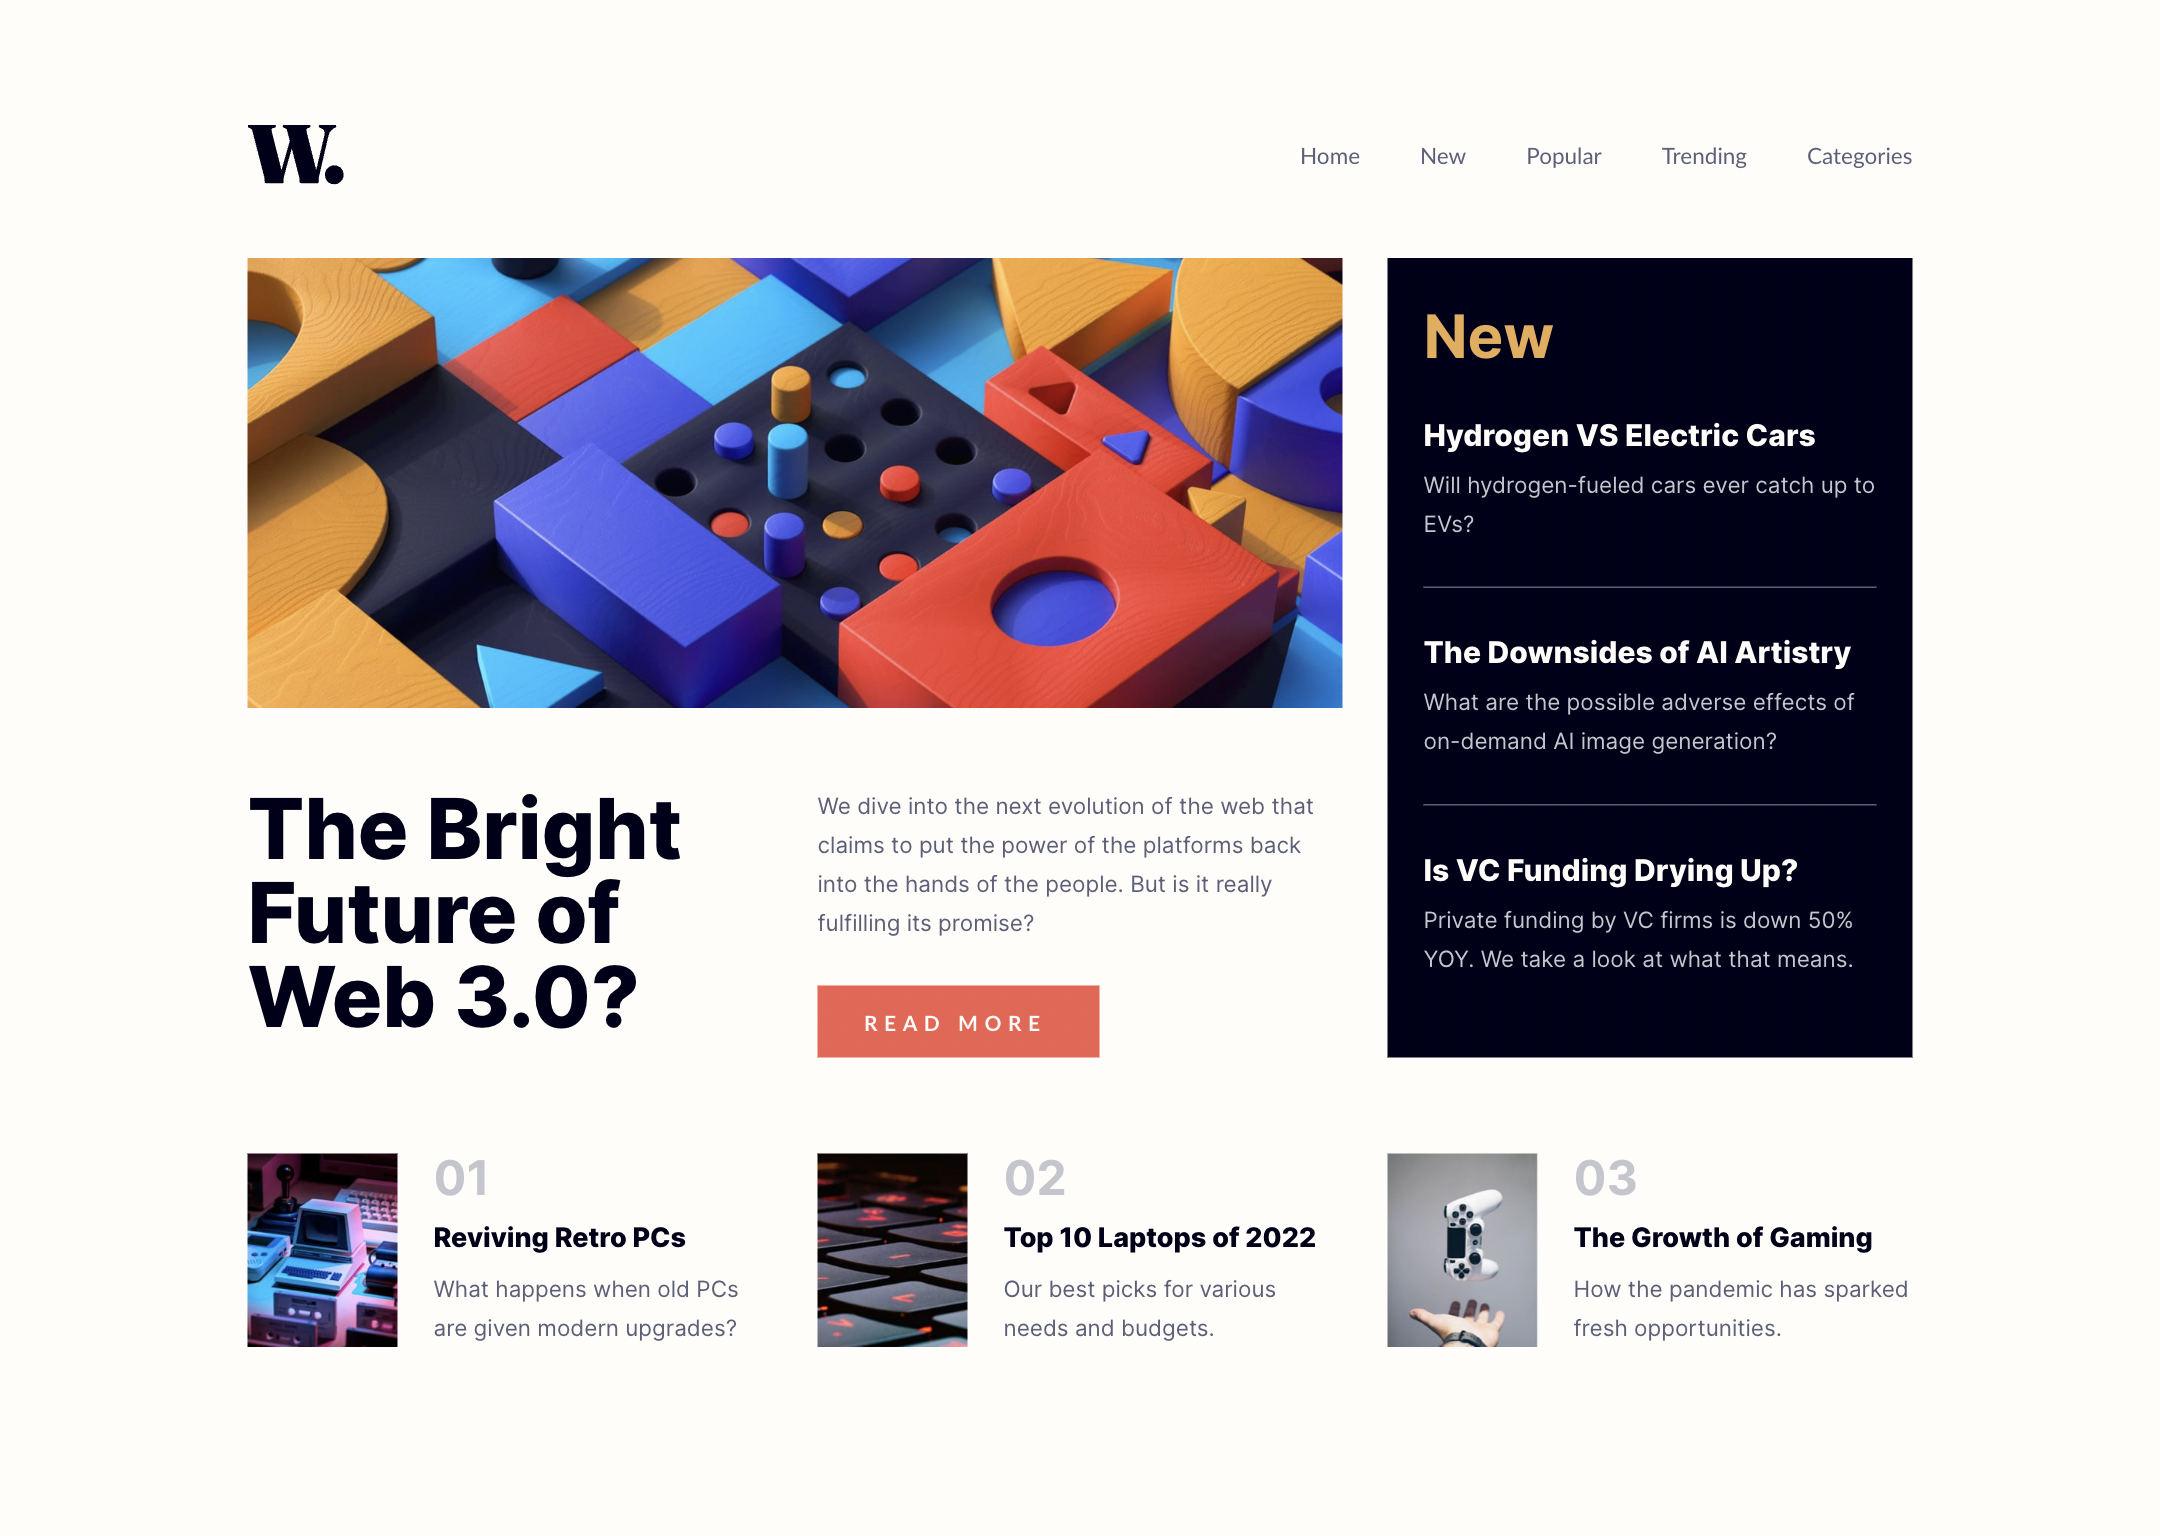 W.
Home New Popular Trending Categories
New
Hydrogen VS Electric Cars
Will hydrogen-fueled cars ever catch up to
EVs?
The Downsides of AI Artistry
What are the possible adverse effects of
on-demand AI image generation?
Is VC Funding Drying Up?
Private funding by VC firms is down 50%
YOY. We take a look at what that means.
The Bright
Future of
Web 3.0?
We dive into the next evolution of the web that
claims to put the power of the platforms back
into the hands of the people. But is it really
fulfilling its promise?
READ MORE
01
Reviving Retro PCs
What happens when old PCs
are given modern upgrades?
02
Top 10 Laptops of 2022
Our best picks for various
needs and budgets.
03
The Growth of Gaming
How the pandemic has sparked
fresh opportunities.